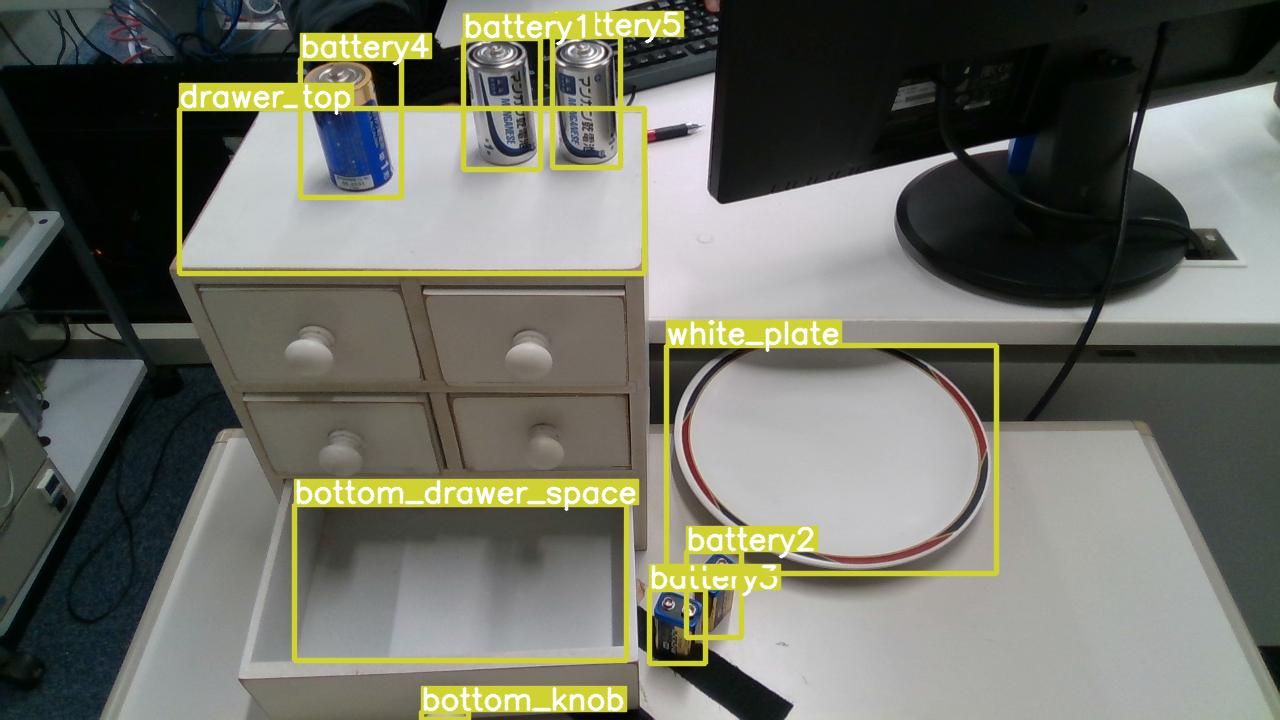 battery1
ttery5
battery4
drawer_top
white_plate
bottom_drawer_space
battery2
battery3
bottom_knob